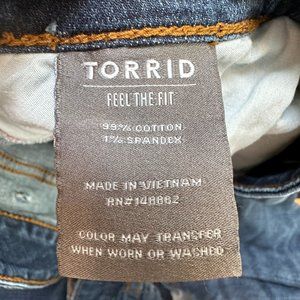 TORRID
FEEL THE FIT
99% COTTON
1% SPANDEX
MADE IN VIETNAM
RN#148862
COLOR MAY TRANSFER
WHEN WORN OR WASHED